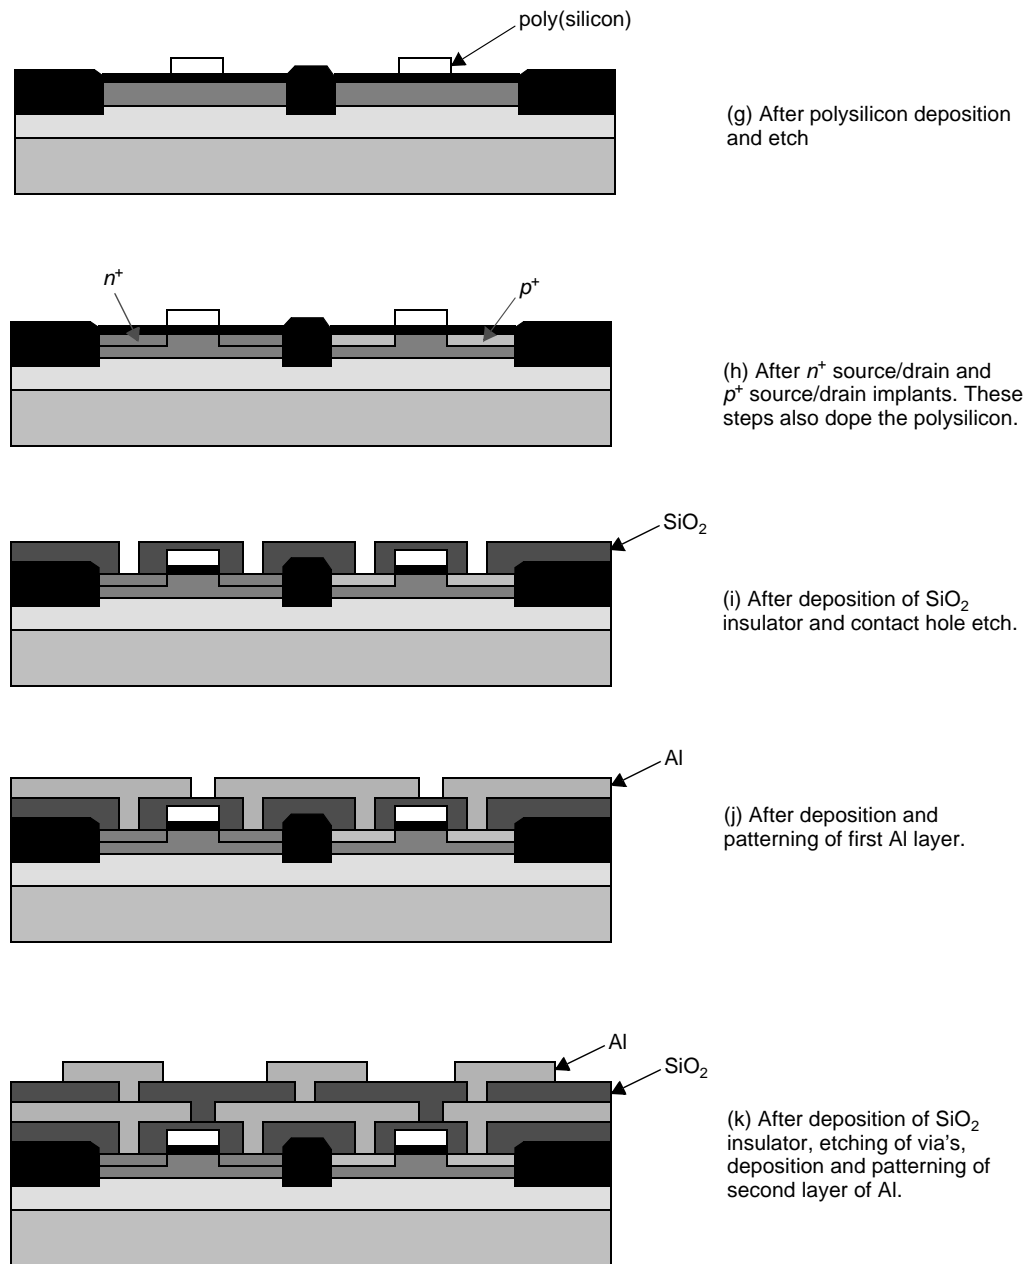 poly(silicon)
(g) After polysilicon deposition
and etch
n+
p+
(h) After n+ source/drain and
p+ source/drain implants. These
steps also dope the polysilicon.
SiO2
(i) After deposition of SiO2
insulator and contact hole etch.
Al
(j) After deposition and
patterning of first Al layer.
Al
SiO2
(k) After deposition of SiO2
insulator, etching of via's,
deposition and patterning of
second layer of Al.